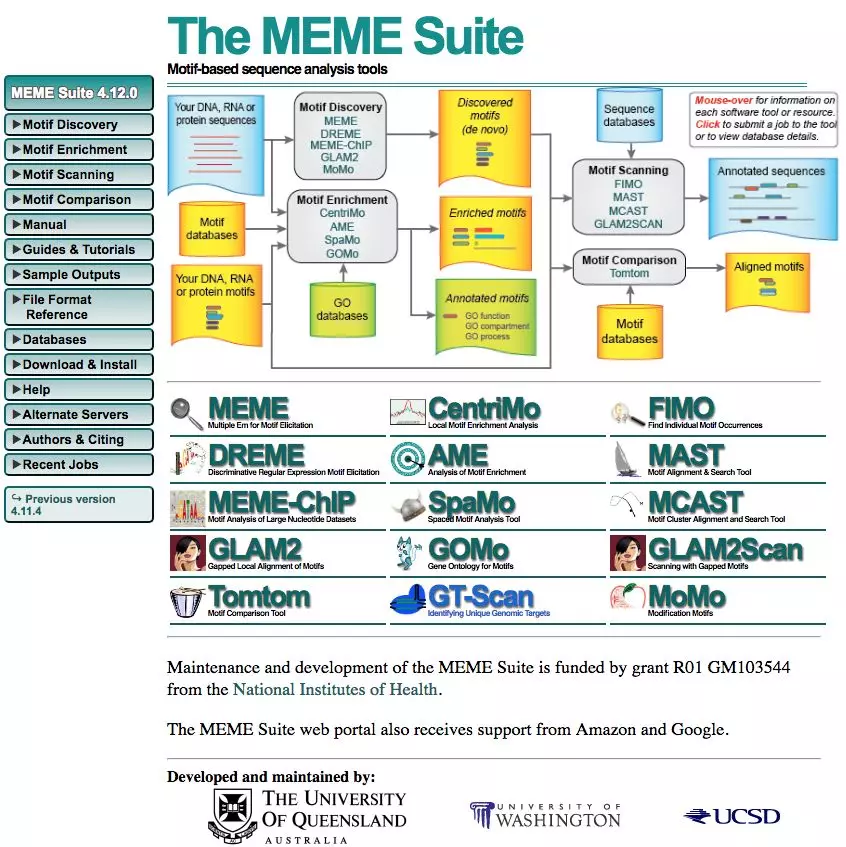 The MEME Suite
Motif-based sequence analysis tools
MEME Suite 4.12.0
▶Motif Discovery
▶Motif Enrichment
▶Motif Scanning
▶Motif Comparison
▶Manual
▶Guides & Tutorials
▶Sample Outputs
▶File Format
Reference
▶Databases
▶Download & Install
▶Help
▶Alternate Servers
▶Authors & Citing
▶Recent Jobs
↪ Previous version
4.11.4
Your DNA, RNA or
protein sequences
Motif
databases
Your DNA, RNA
or protein motifs
Motif Discovery
MEME
DREME
MEME-ChIP
GLAM2
MoMo
Motif Enrichment
CentriMo
AME
SpaMo
GOMo
GO
databases
Discovered
motifs
(de novo)
Enriched motifs
Annotated motifs
GO function
GO compartment
GO process
Sequence
databases
Motif Scanning
FIMO
MAST
MCAST
GLAM2SCAN
Motif Comparison
Tomtom
Motif
databases
Mouse-over for information on
each software tool or resource.
Click to submit a job to the tool
or to view database details.
Annotated sequences
Aligned motifs
MEME
Multiple Em for Motif Elicitation
CentriMo
Local Motif Enrichment Analysis
FIMO
Find Individual Motif Occurrences
DREME
Discriminative Regular Expression Motif Elicitation
AME
Analysis of Motif Enrichment
MAST
Motif Alignment & Search Tool
MEME-ChIP
Motif Analysis of Large Nucleotide Datasets
SpaMo
Spaced Motif Analysis Tool
MCAST
Motif Cluster Alignment and Search Tool
GLAM2
Gapped Local Alignment of Motifs
GOMo
Gene Ontology for Motifs
GLAM2Scan
Scanning with Gapped Motifs
Tomtom
Motif Comparison Tool
GT-Scan
Identifying Unique Genomic Targets
MoMo
Modification Motifs
Maintenance and development of the MEME Suite is funded by grant R01 GM103544
from the National Institutes of Health.
The MEME Suite web portal also receives support from Amazon and Google.
Developed and maintained by:
THE UNIVERSITY
OF QUEENSLAND
AUSTRALIA
UNIVERSITY OF
WASHINGTON
UCSD